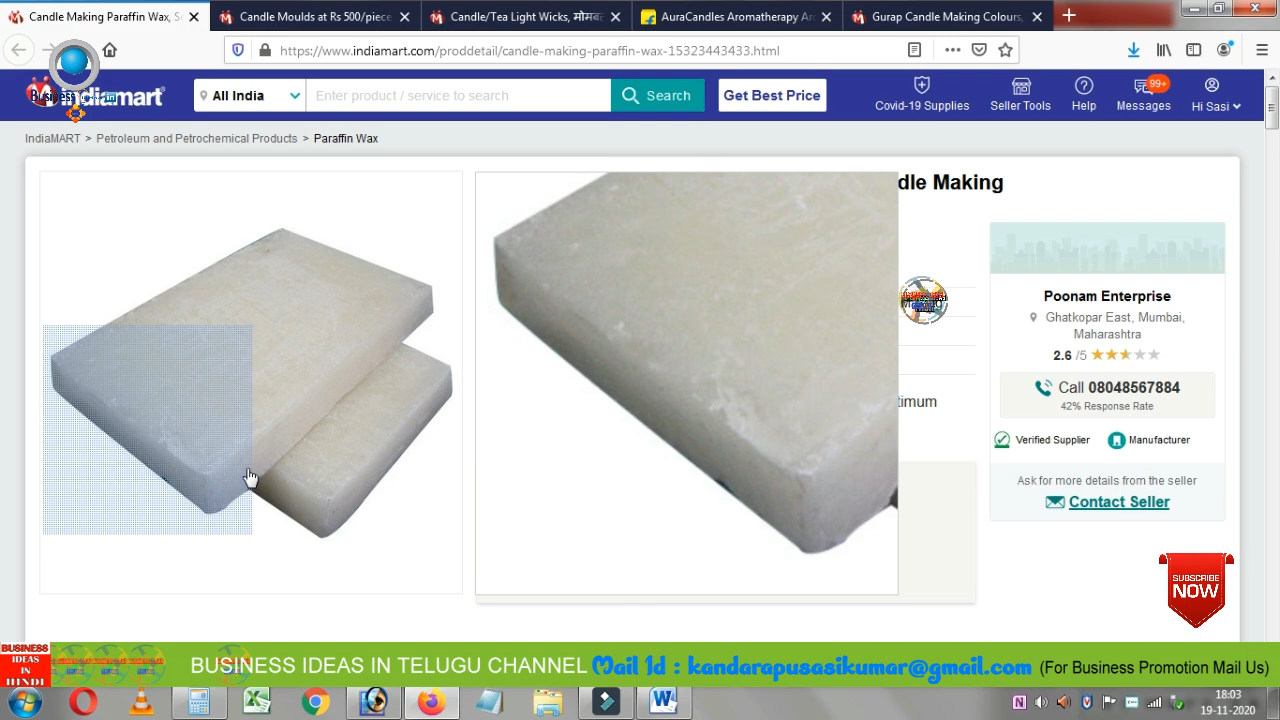 Candle Making Paraffin Wax, S
Candle Moulds at Rs 500/piece
Candle/Tea Light Wicks, मोमबत
AuraCandles Aromatherapy Ar
Gurap Candle Making Colours,
https://www.indiamart.com/proddetail/candle-making-paraffin-wax-15323443433.html
indiamart
All India
Enter product / service to search
Search
Get Best Price
Covid-19 Supplies
Seller Tools
Help
99+
Messages
Hi Sasi
IndiaMART > Petroleum and Petrochemical Products > Paraffin Wax
dle Making
timum
Poonam Enterprise
Ghatkopar East, Mumbai,
Maharashtra
2.6 /5
Call 08048567884
42% Response Rate
Verified Supplier
Manufacturer
Ask for more details from the seller
Contact Seller
SUBSCRIBE
NOW
BUSINESS
IDEAS
IN
HINDI
BUSINESS IDEAS IN TELUGU CHANNEL Mail Id : kandarapusasikumar@gmail.com (For Business Promotion Mail Us)
18:03
19-11-2020